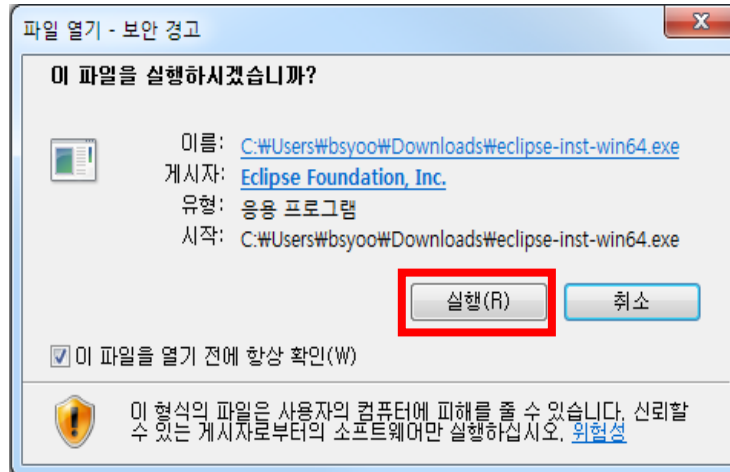 파일 열기 - 보안 경고
이 파일을 실행하시겠습니까?
이름: C:₩Users₩bsyoo₩Downloads₩eclipse-inst-win64.exe
게시자: Eclipse Foundation, Inc.
유형: 응용 프로그램
시작: C:₩Users₩bsyoo₩Downloads₩eclipse-inst-win64.exe
실행(R) 취소
이 파일을 열기 전에 항상 확인(W)
이 형식의 파일은 사용자의 컴퓨터에 피해를 줄 수 있습니다. 신뢰할
수 있는 게시자로부터의 소프트웨어만 실행하십시오. 위험성